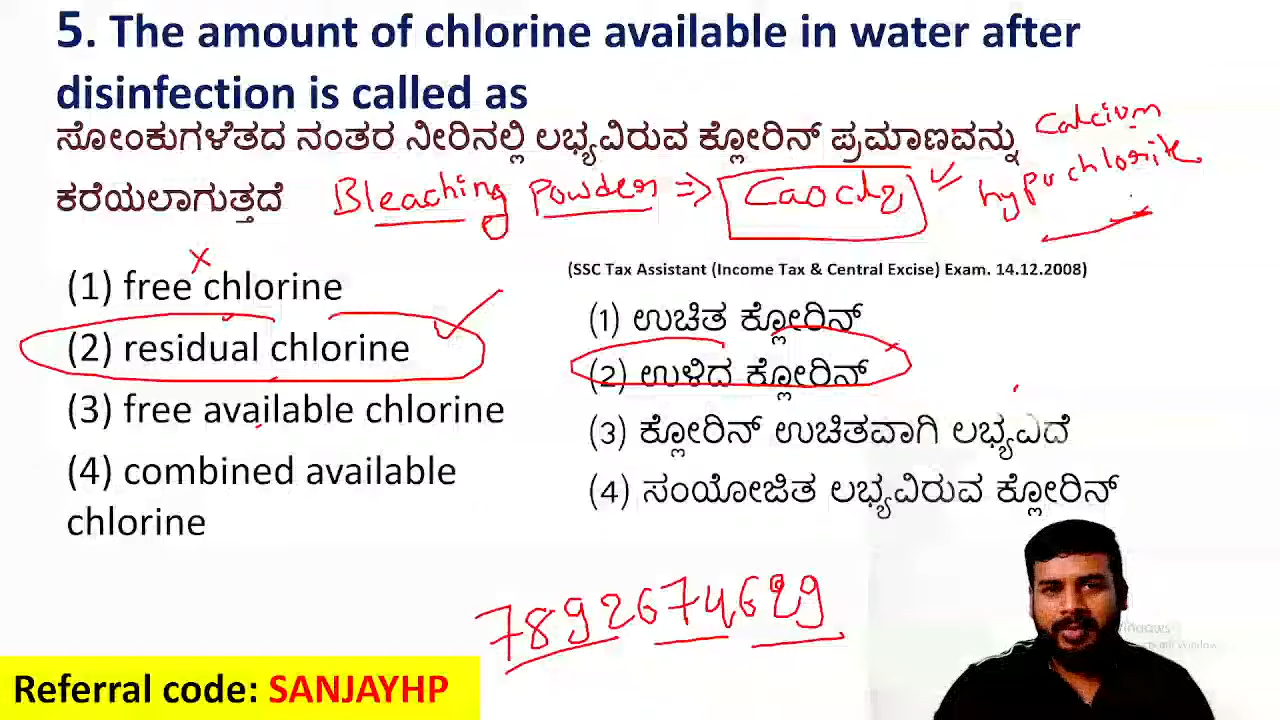 5. The amount of chlorine available in water after
disinfection is called as
ಸೋಂಕುಗಳೆತದ ನಂತರ ನೀರಿನಲ್ಲಿ ಲಭ್ಯವಿರುವ ಕ್ಲೋರಿನ್ ಪ್ರಮಾಣವನ್ನು
ಕರೆಯಲಾಗುತ್ತದೆ
Bleaching Powder ⇒ CaOCl2
Calcium
hypochlorite
(1) free chlorine
(2) residual chlorine
(3) free available chlorine
(4) combined available
chlorine
(SSC Tax Assistant (Income Tax & Central Excise) Exam. 14.12.2008)
(1) ಉಚಿತ ಕ್ಲೋರಿನ್
(2) ಉಳಿದ ಕ್ಲೋರಿನ್
(3) ಕ್ಲೋರಿನ್ ಉಚಿತವಾಗಿ ಲಭ್ಯವಿದೆ
(4) ಸಂಯೋಜಿತ ಲಭ್ಯವಿರುವ ಕ್ಲೋರಿನ್
7892674629
Referral code: SANJAYHP